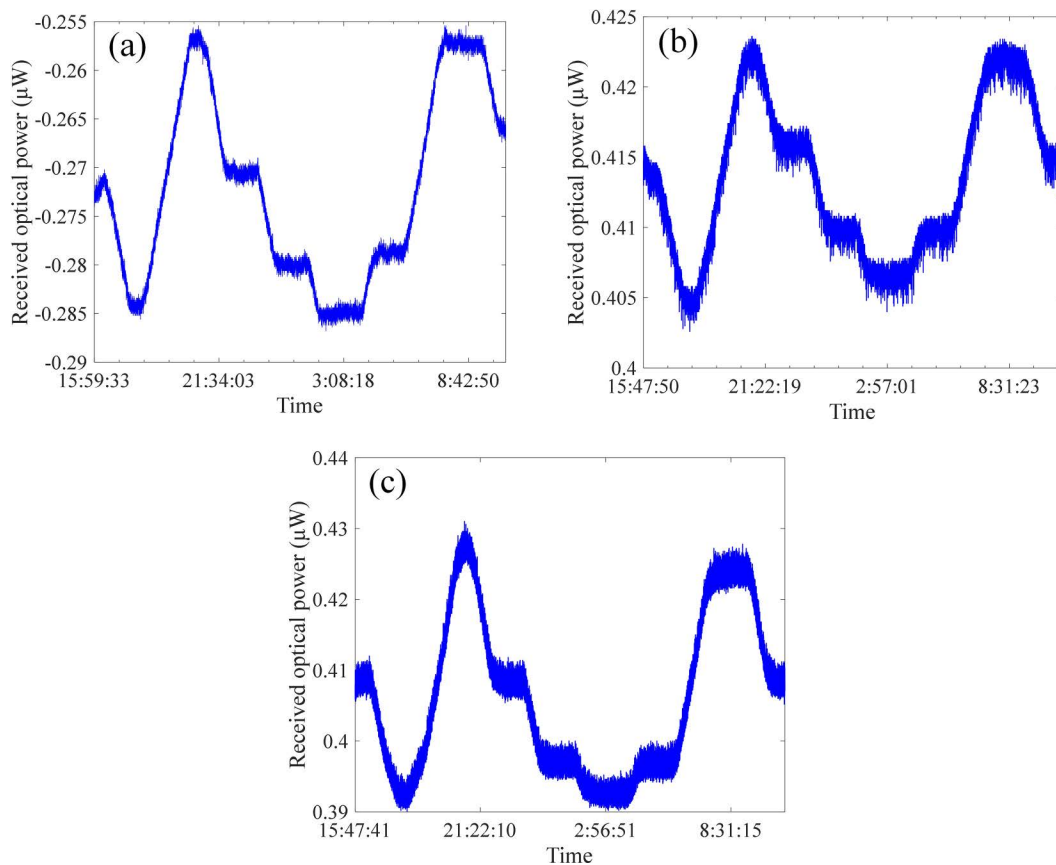 (a)
Received optical power (µW)
-0.255
-0.26
-0.265
-0.27
-0.275
-0.28
-0.285
-0.29
15:59:33 21:34:03 3:08:18 8:42:50
Time
(b)
Received optical power (µW)
0.425
0.42
0.415
0.41
0.405
0.4
15:47:50 21:22:19 2:57:01 8:31:23
Time
(c)
Received optical power (µW)
0.44
0.43
0.42
0.41
0.4
0.39
15:47:41 21:22:10 2:56:51 8:31:15
Time